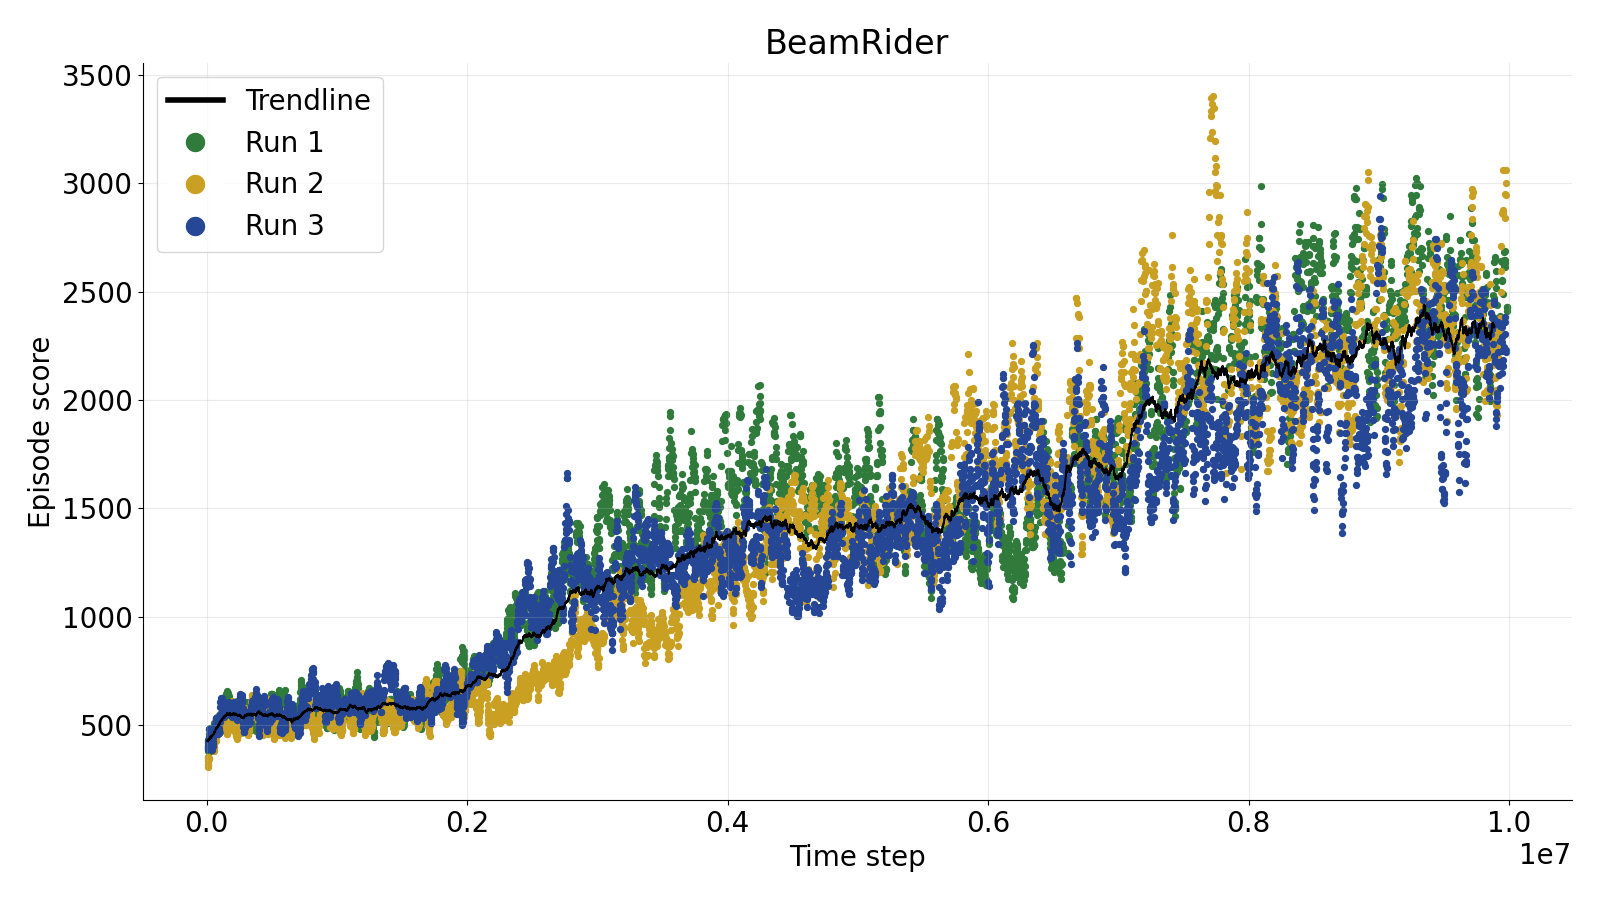 BeamRider
3500
3000
2500
2000
1500
1000
500
Episode score
Trendline
Run 1
Run 2
Run 3
0.0 0.2 0.4 0.6 0.8 1.0
1e7
Time step